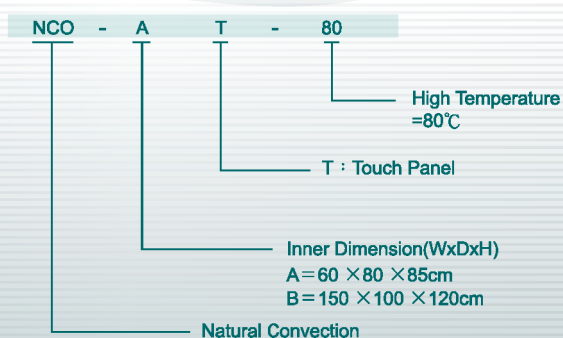 NCO - A T - 80
High Temperature
=80℃
T：Touch Panel
Inner Dimension(WxDxH)
A＝60 ×80 ×85cm
B＝150 ×100 ×120cm
Natural Convection